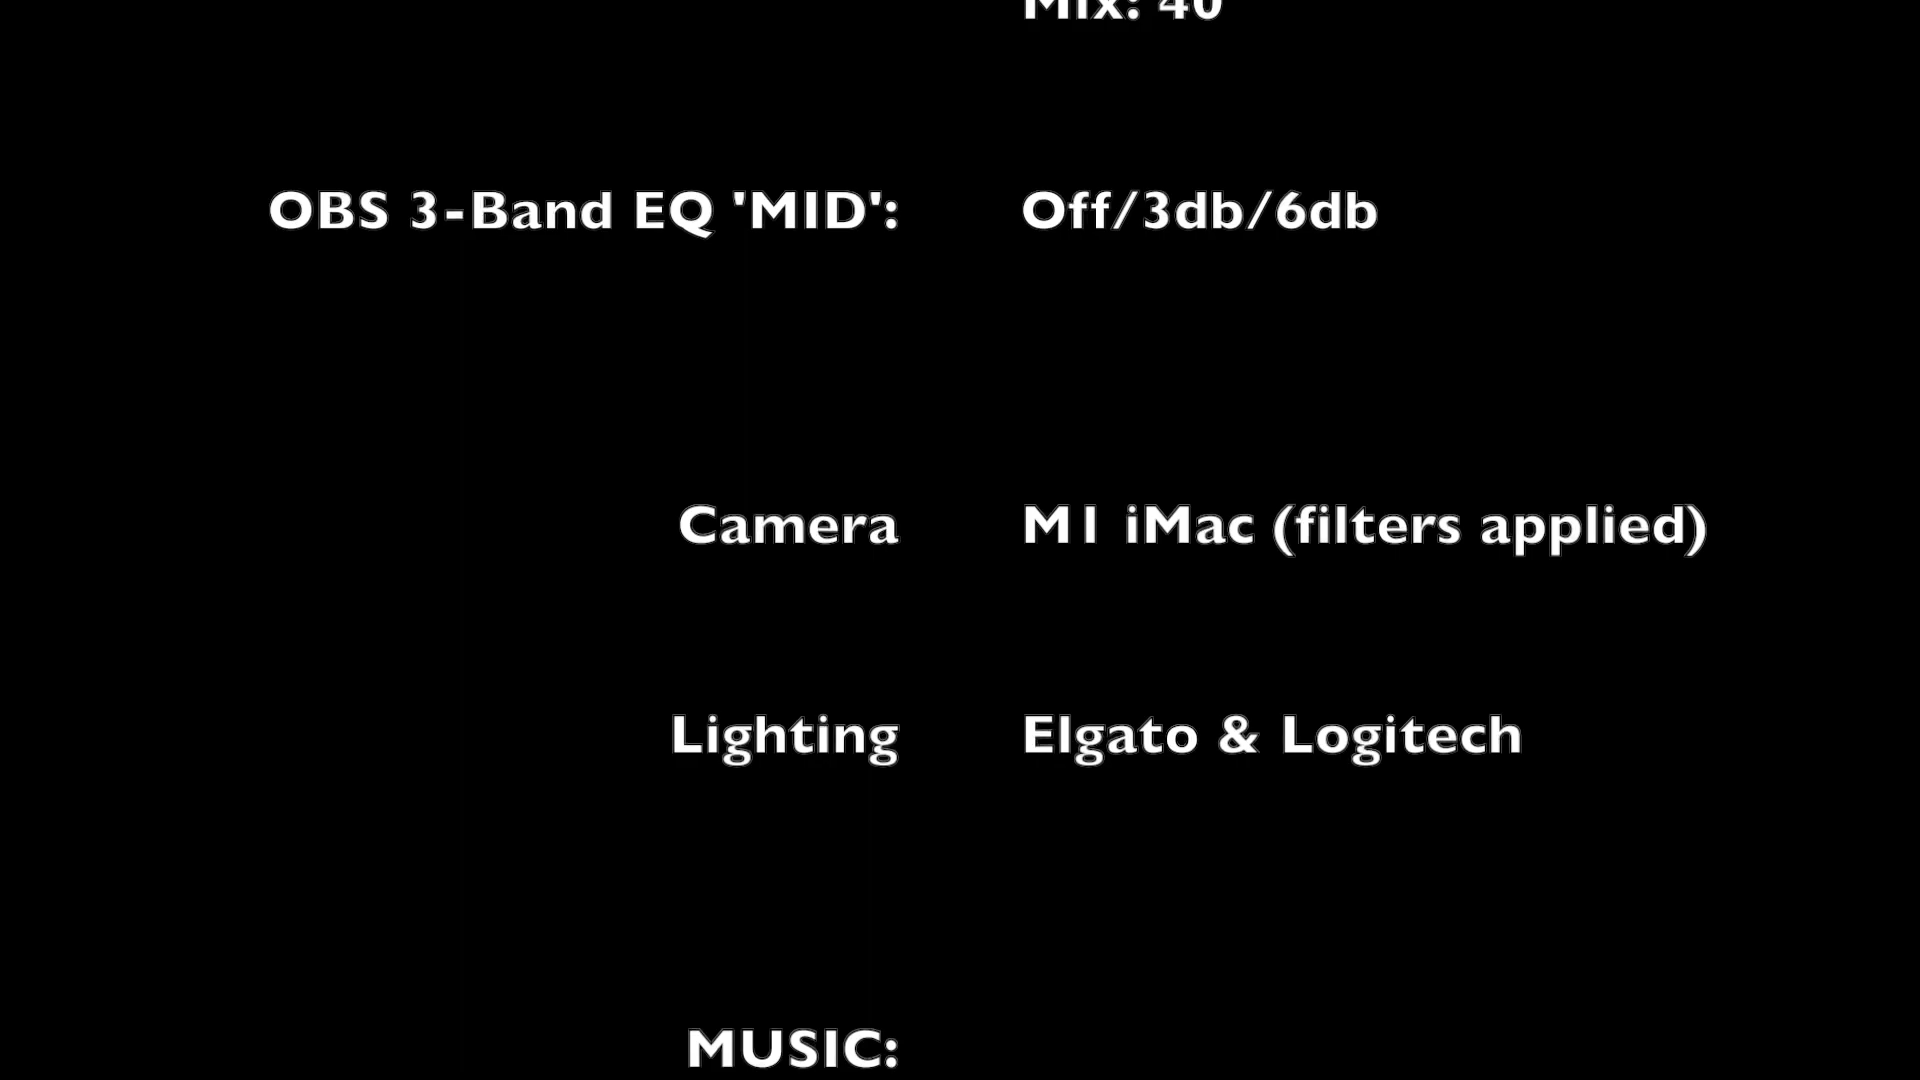 Mix: 40
OBS 3-Band EQ 'MID': Off/3db/6db
Camera M1 iMac (filters applied)
Lighting Elgato & Logitech
MUSIC: